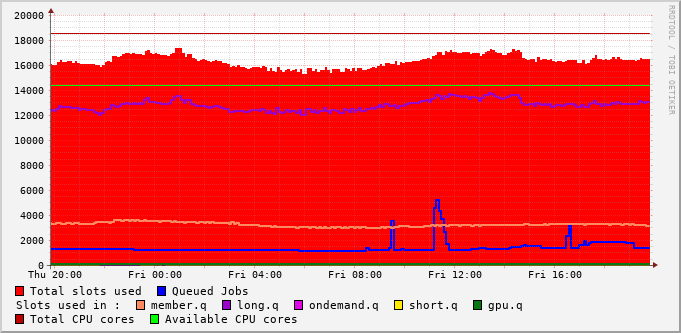 20000
18000
16000
14000
12000
10000
8000
6000
4000
2000
0
Thu 20:00 Fri 00:00 Fri 04:00 Fri 08:00 Fri 12:00 Fri 16:00
RRDTOOL / TOBI OETIKER
Total slots used Queued Jobs
Slots used in : member.q long.q ondemand.q short.q gpu.q
Total CPU cores Available CPU cores